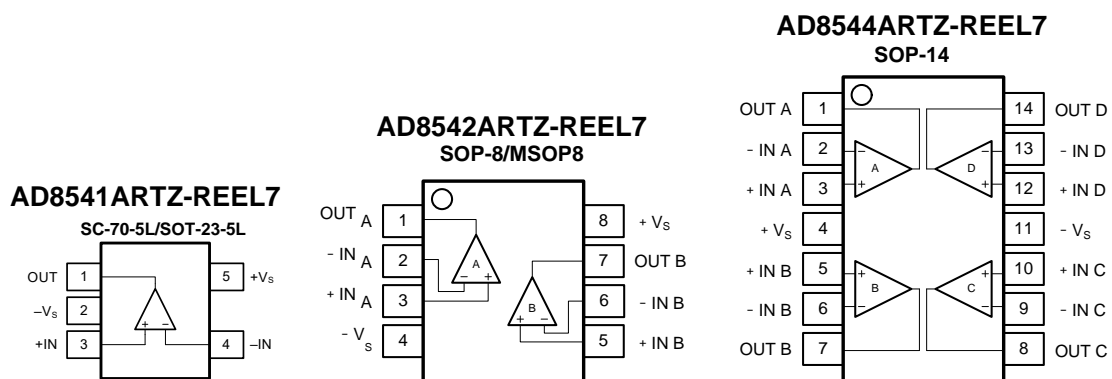 AD8541ARTZ-REEL7
SC-70-5L/SOT-23-5L
OUT 1 5 +VS
–VS 2
+IN 3 + − 4 –IN
AD8542ARTZ-REEL7
SOP-8/MSOP8
OUT A 1 8 + VS
- IN A 2 A 7 OUT B
− +
+ IN A 3 B 6 - IN B
+ −
- VS 4 5 + IN B
AD8544ARTZ-REEL7
SOP-14
OUT A 1 14 OUT D
- IN A 2 − − 13 - IN D
A D
+ IN A 3 + + 12 + IN D
+ VS 4 11 - VS
+ IN B 5 + + 10 + IN C
B C
- IN B 6 − − 9 - IN C
OUT B 7 8 OUT C